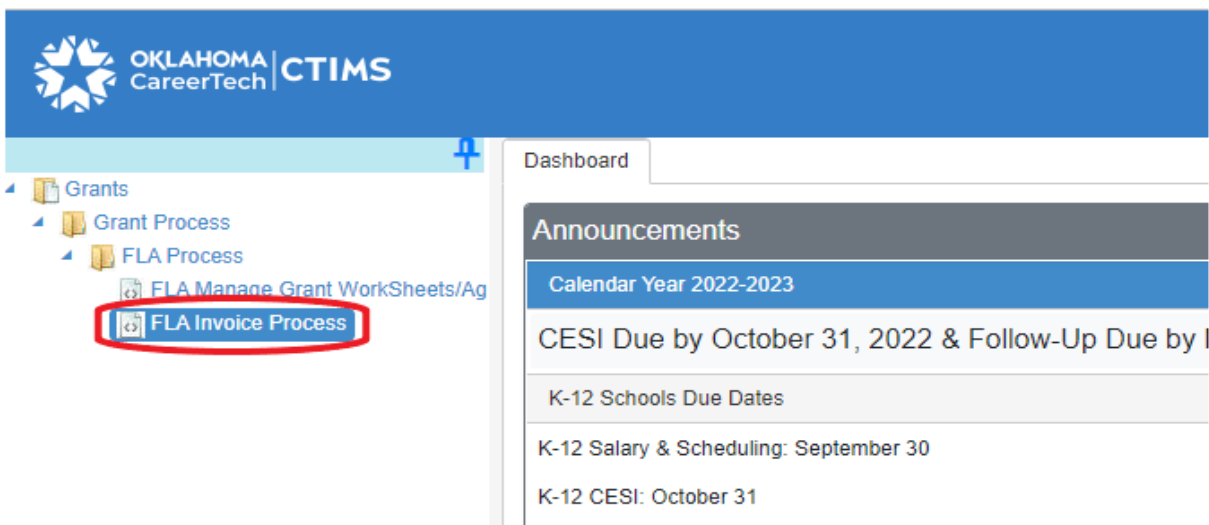 OKLAHOMA
CareerTech
CTIMS
Grants
Grant Process
FLA Process
FLA Manage Grant WorkSheets/Ag
FLA Invoice Process
Dashboard
Announcements
Calendar Year 2022-2023
CESI Due by October 31, 2022 & Follow-Up Due by
K-12 Schools Due Dates
K-12 Salary & Scheduling: September 30
K-12 CESI: October 31